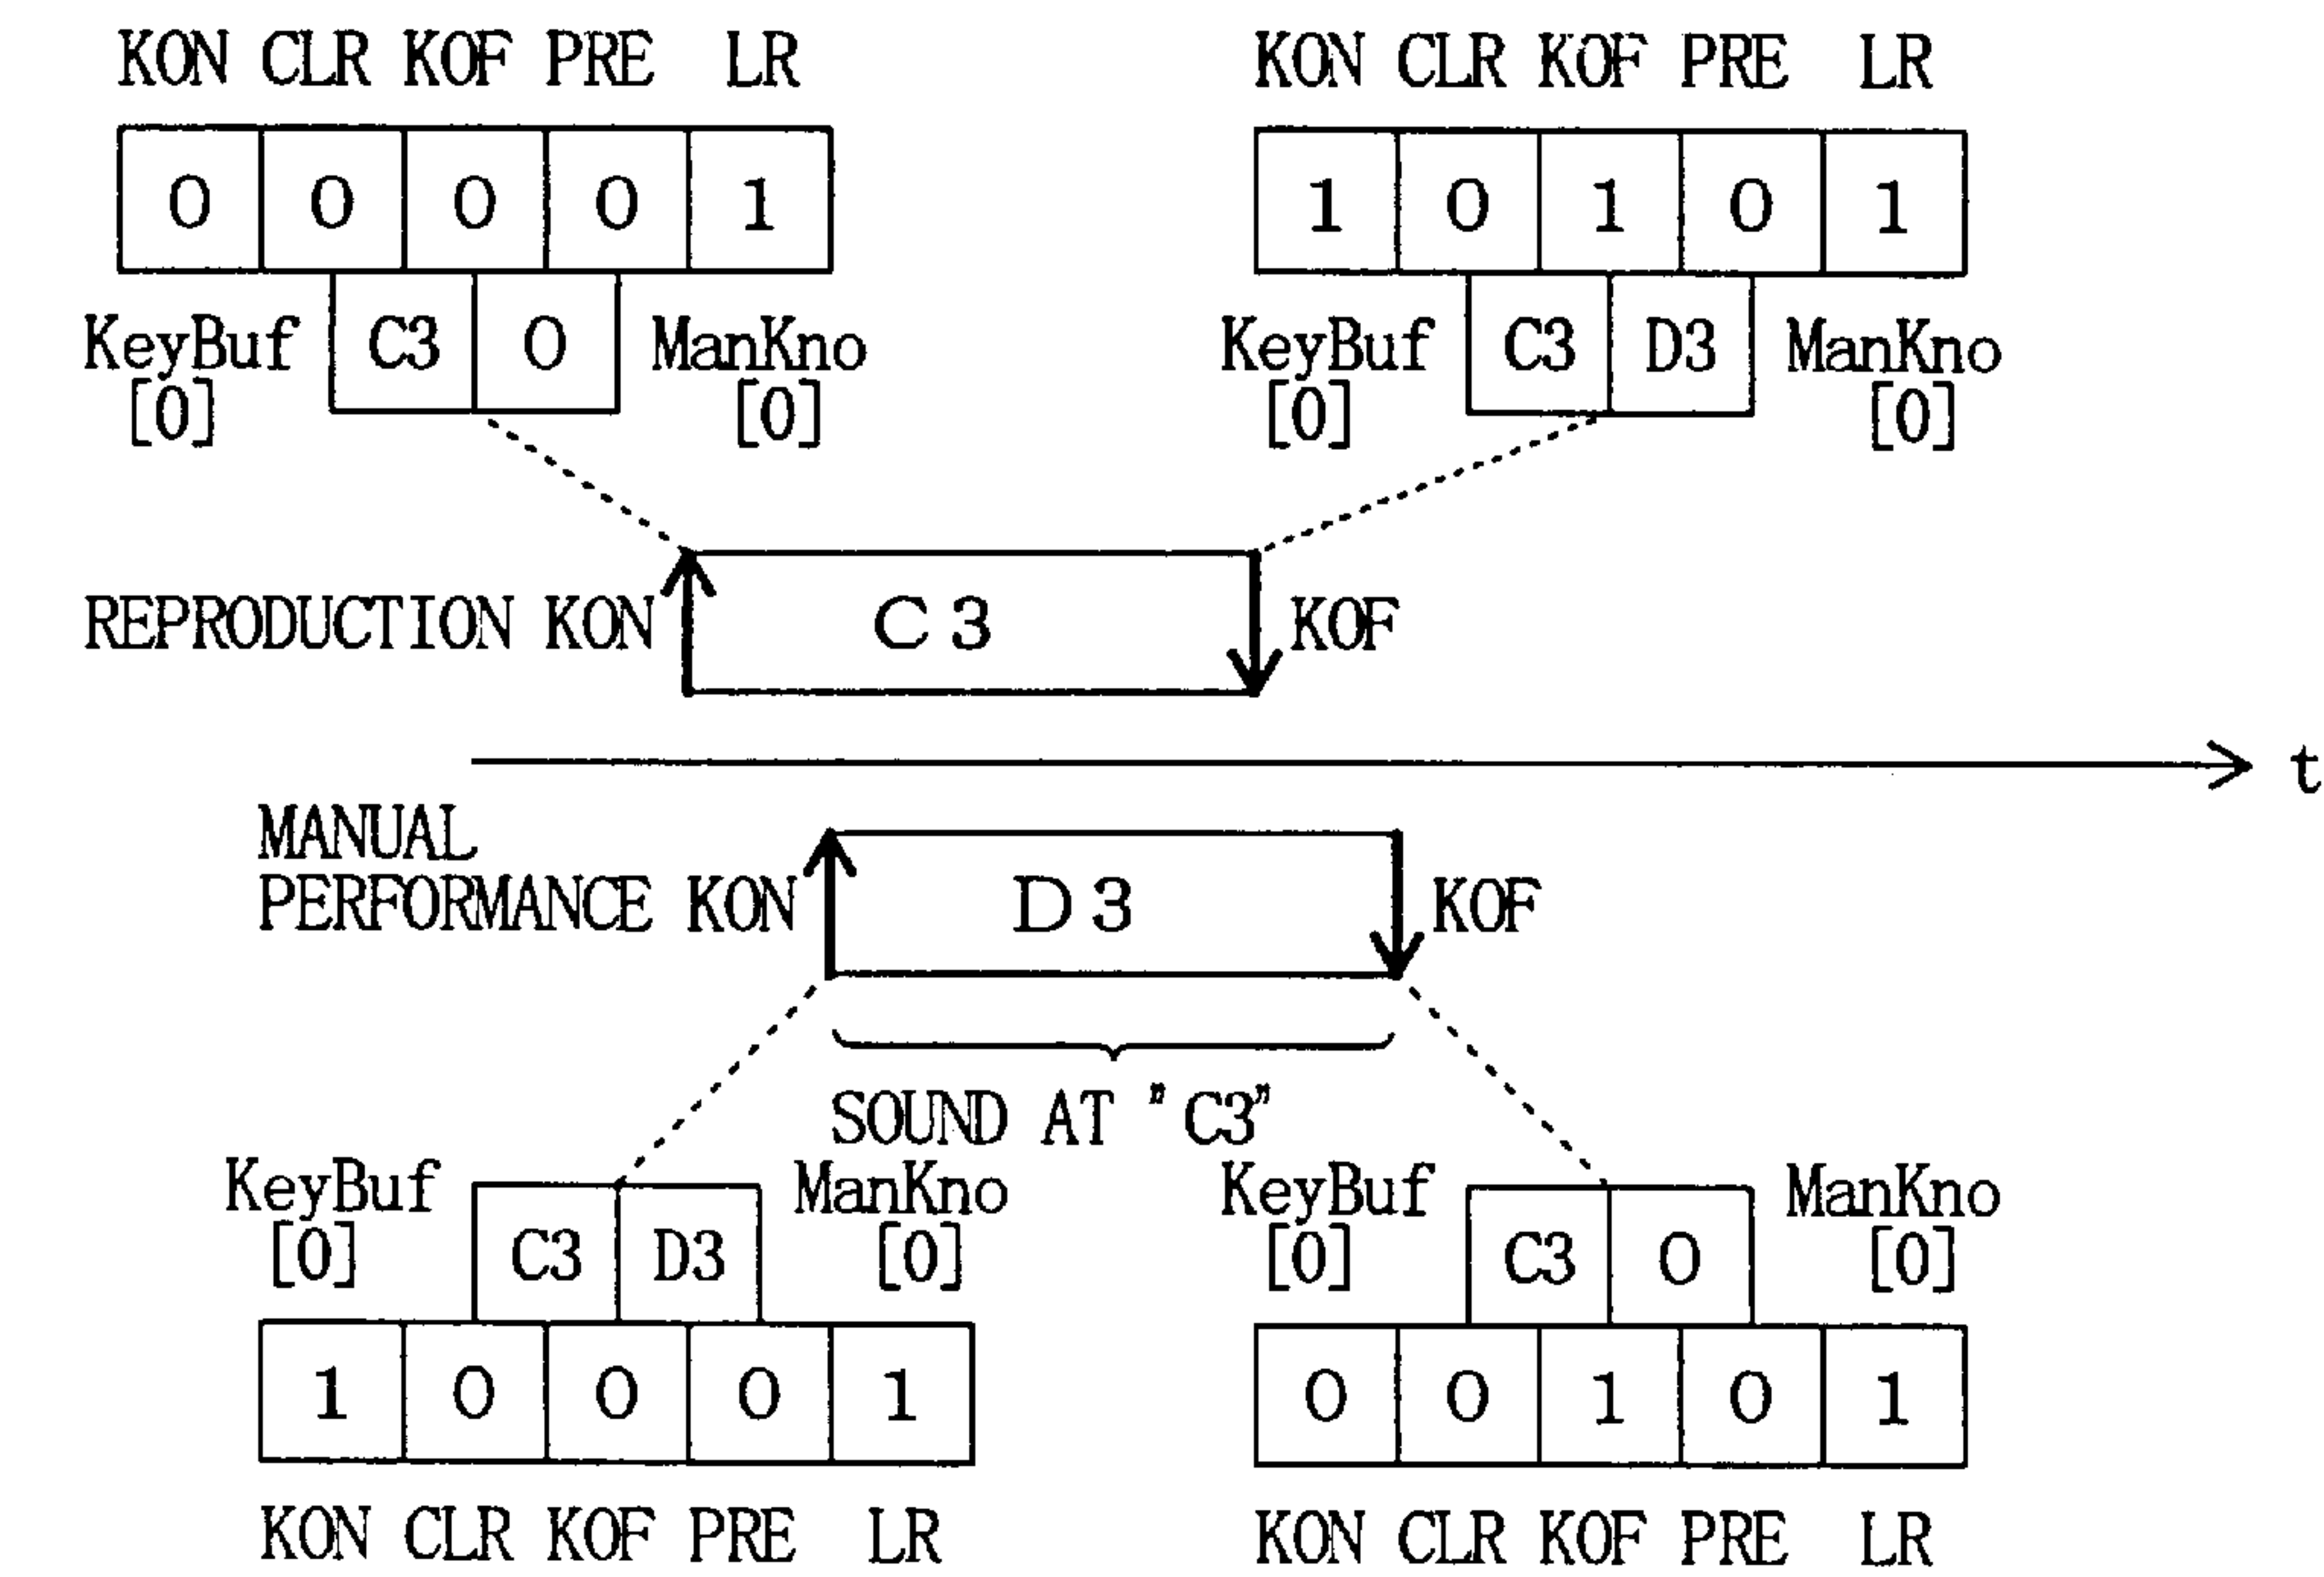 KON CLR KOF PRE LR
0 0 0 0 1
KeyBuf [0] C3 0 ManKno [0]
KON CLR KOF PRE LR
1 0 1 0 1
KeyBuf [0] C3 D3 ManKno [0]
REPRODUCTION KON C3 KOF
t
MANUAL
PERFORMANCE KON D3 KOF
SOUND AT "C3"
KeyBuf [0] C3 D3 ManKno [0]
1 0 0 0 1
KON CLR KOF PRE LR
KeyBuf [0] C3 0 ManKno [0]
0 0 1 0 1
KON CLR KOF PRE LR